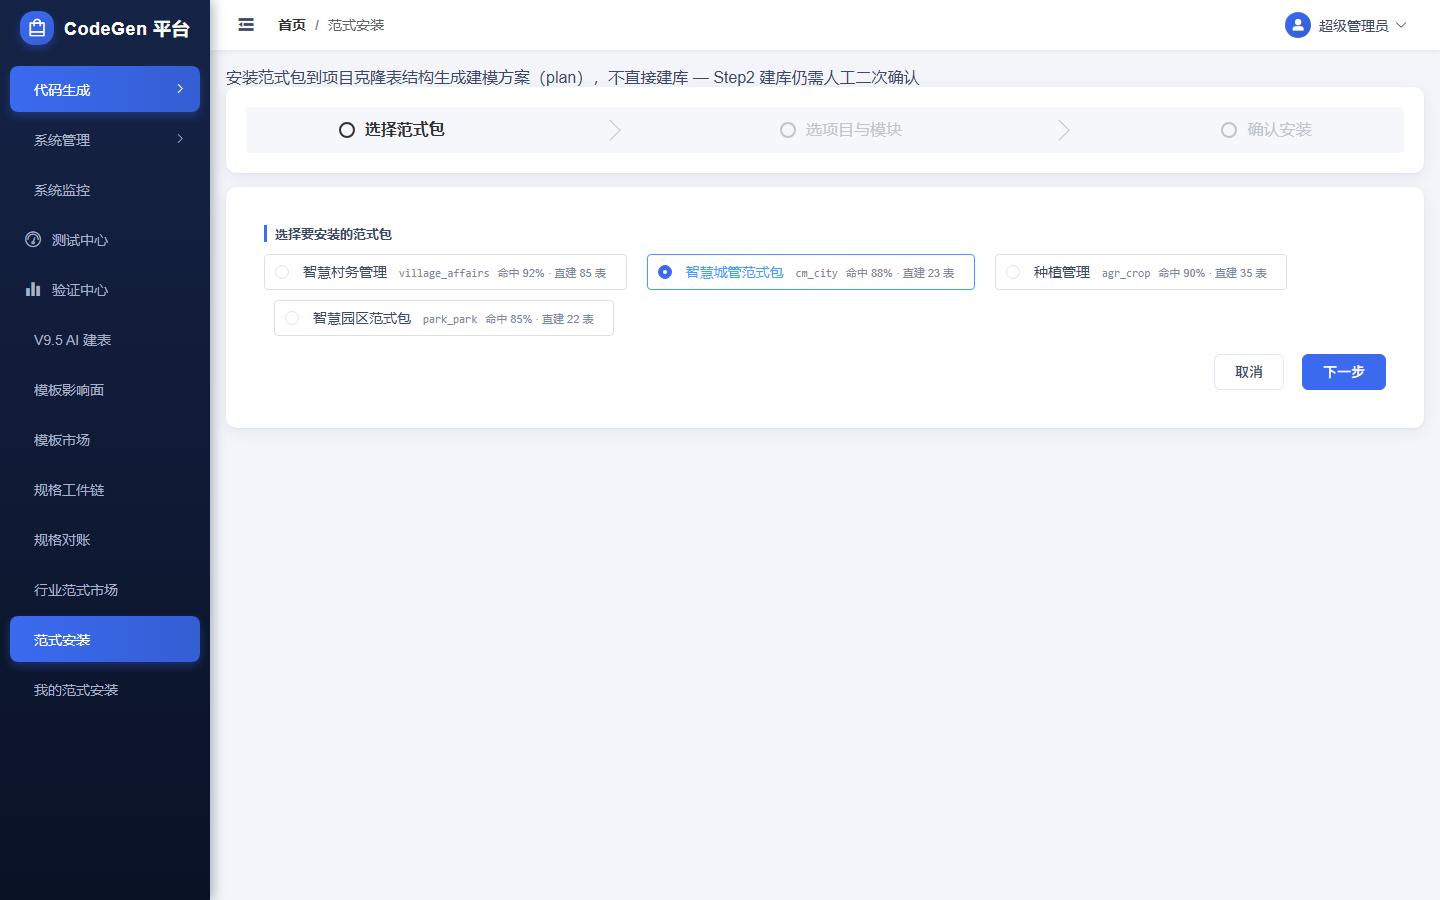 CodeGen 平台
代码生成
系统管理
系统监控
测试中心
验证中心
V9.5 AI 建表
模板影响面
模板市场
规格工件链
规格对账
行业范式市场
范式安装
我的范式安装
首页 / 范式安装
超级管理员
安装范式包到项目克隆表结构生成建模方案（plan），不直接建库 — Step2 建库仍需人工二次确认
选择范式包
选项目与模块
确认安装
选择要安装的范式包
智慧村务管理 village_affairs 命中 92% · 直建 85 表
智慧城管范式包 cm_city 命中 88% · 直建 23 表
种植管理 agr_crop 命中 90% · 直建 35 表
智慧园区范式包 park_park 命中 85% · 直建 22 表
取消
下一步